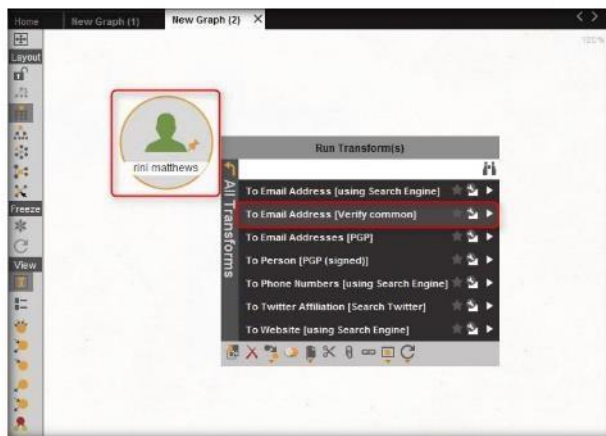 Home New Graph (1) New Graph (2)
100%
Layout
rini matthews
Run Transform(s)
All Transforms
To Email Address [using Search Engine]
To Email Address [Verify common]
To Email Addresses [PGP]
To Person [PGP (signed)]
To Phone Numbers [using Search Engine]
To Twitter Affiliation [Search Twitter]
To Website [using Search Engine]
Freeze
View